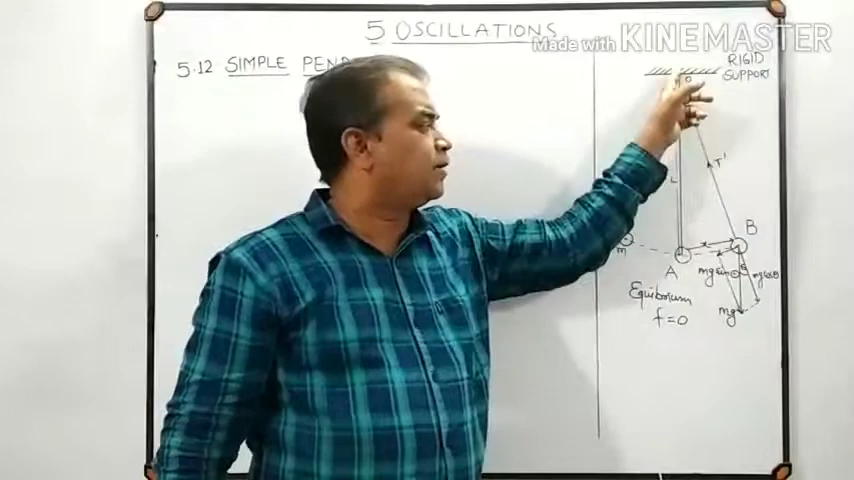 5 OSCILLATIONS
Made with KINEMASTER
5.12 SIMPLE PEND
RIGID
SUPPORT
θ
T'
L
B
m
A
mg sinθ
mg cosθ
Equilibrium
mg
f=0